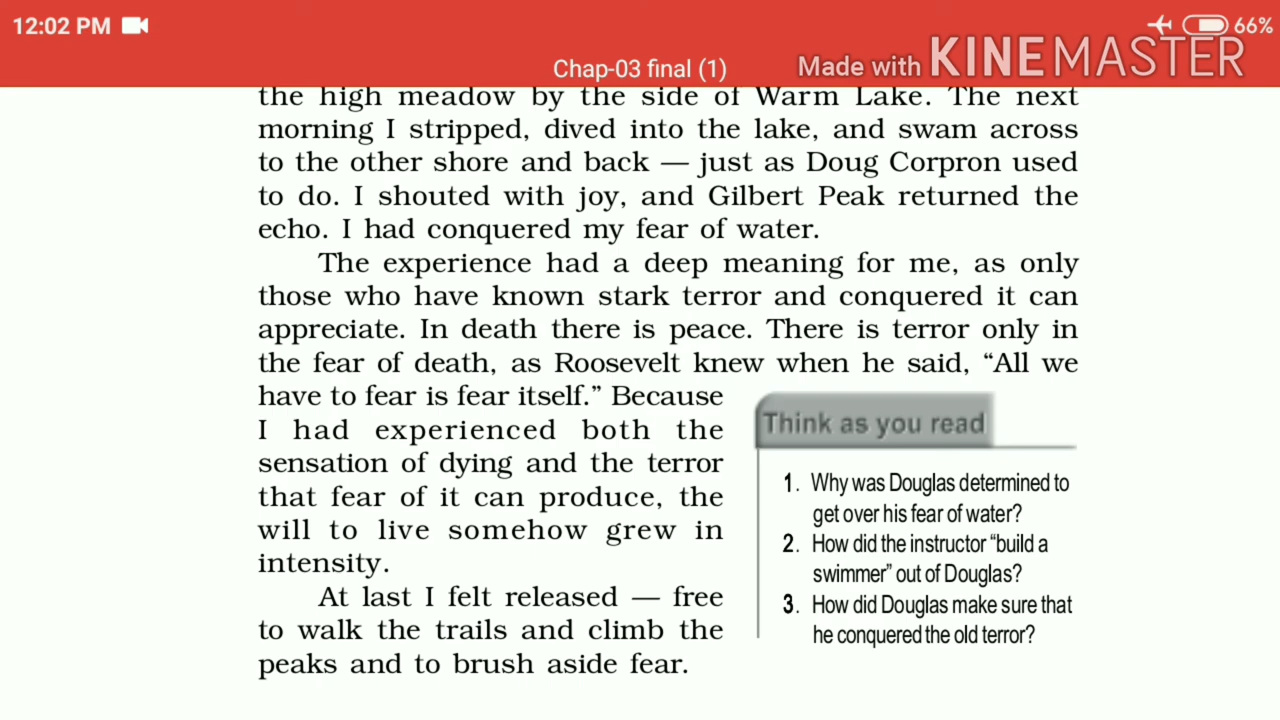 12:02 PM
66%
Chap-03 final (1)
Made with KINEMASTER
the high meadow by the side of Warm Lake. The next
morning I stripped, dived into the lake, and swam across
to the other shore and back — just as Doug Corpron used
to do. I shouted with joy, and Gilbert Peak returned the
echo. I had conquered my fear of water.
The experience had a deep meaning for me, as only
those who have known stark terror and conquered it can
appreciate. In death there is peace. There is terror only in
the fear of death, as Roosevelt knew when he said, “All we
have to fear is fear itself.” Because
I had experienced both the
sensation of dying and the terror
that fear of it can produce, the
will to live somehow grew in
intensity.
At last I felt released — free
to walk the trails and climb the
peaks and to brush aside fear.
Think as you read
1. Why was Douglas determined to
get over his fear of water?
2. How did the instructor “build a
swimmer” out of Douglas?
3. How did Douglas make sure that
he conquered the old terror?